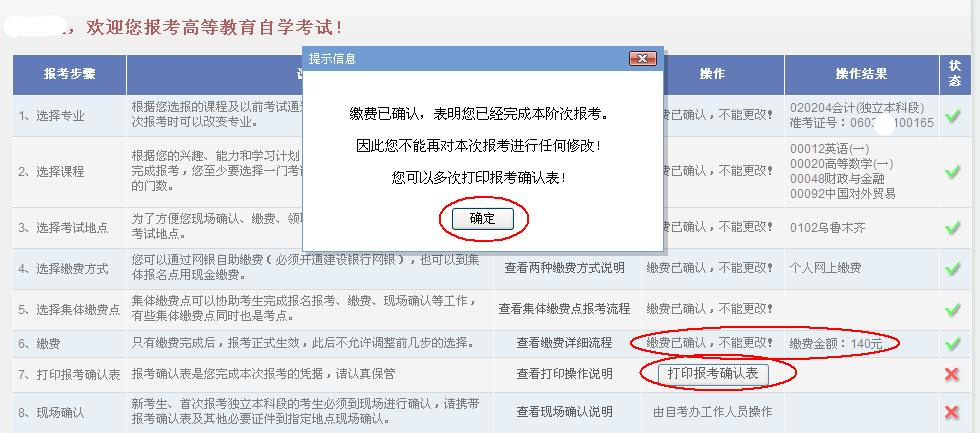 ，欢迎您报考高等教育自学考试！
提示信息
缴费已确认，表明您已经完成本阶次报考。
因此您不能再对本次报考进行任何修改！
您可以多次打印报考确认表！
确定
报考步骤 操作 操作结果 状态
1、选择专业
根据您选报的课程及以前考试通
次报考时可以改变专业。
费已确认，不能更改！
020204会计(独立本科段)
准考证号：0603 100165
2、选择课程
根据您的兴趣、能力和学习计划
完成报考，您至少要选择一门考
的门数。
费已确认，不能更改！
00012英语(一)
00020高等数学(一)
00048财政与金融
00092中国对外贸易
3、选择考试地点
为了方便您现场确认、缴费、领
考试地点。
费已确认，不能更改！
0102乌鲁木齐
4、选择缴费方式
您可以通过网银自助缴费（必须开通建设银行网银），也可以到集
体报名点用现金缴费。
查看两种缴费方式说明
缴费已确认，不能更改！
个人网上缴费
5、选择集体缴费点
集体缴费点可以协助考生完成报名报考、缴费、现场确认等工作，
有些集体缴费点同时也是考点。
查看集体缴费点报考流程
缴费已确认，不能更改！
6、缴费
只有缴费完成后，报考正式生效，此后不允许调整前几步的选择。
查看缴费详细流程
缴费已确认，不能更改！
缴费金额：140元
7、打印报考确认表
报考确认表是您完成本次报考的凭据，请认真保管
查看打印操作说明
打印报考确认表
8、现场确认
新考生、首次报考独立本科段的考生必须到现场进行确认，请携带
报考确认表及其他必要证件到指定地点现场确认。
查看现场确认说明
由自考办工作人员操作